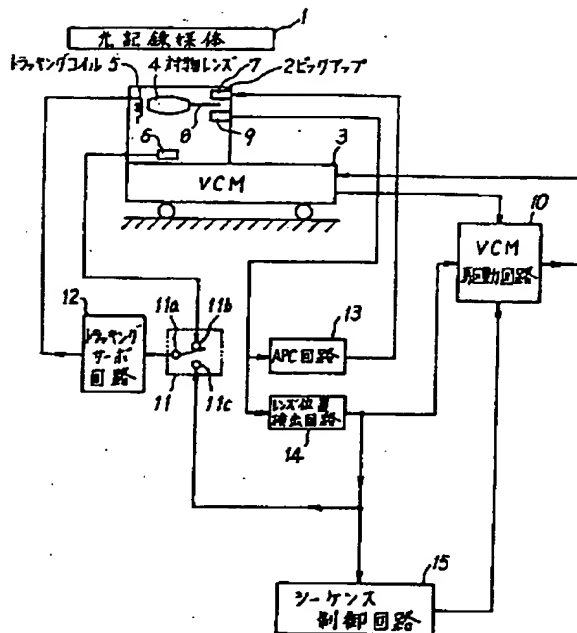 1
光記録媒体
トラッキングコイル 5 4 対物レンズ 7 2 ピックアップ
6 8 9 3
VCM
10
VCM
駆動回路
12 11a 11b
トラッキング
サーボ
回路
11 11c
13
APC 回路
レンズ位置
検出回路
14
15
シーケンス
制御回路